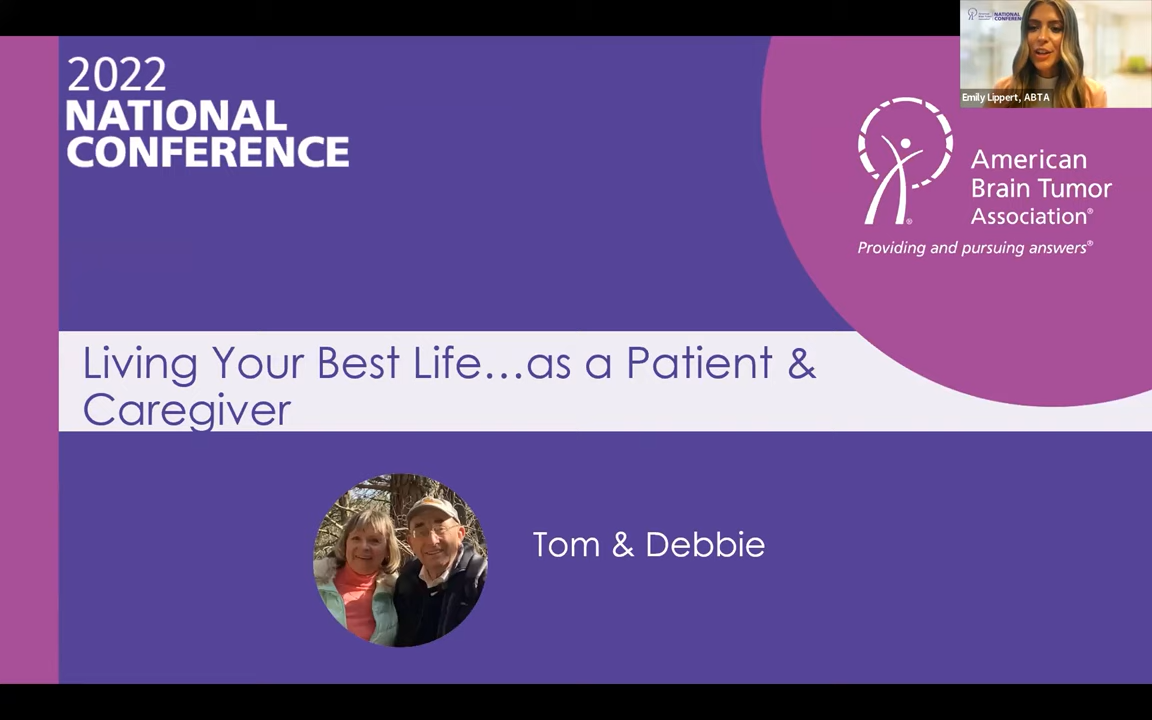 2022
NATIONAL
CONFERENCE
NATIONAL
Emily Lippert, ABTA
American
Brain Tumor
Association®
Providing and pursuing answers®
Living Your Best Life...as a Patient &
Caregiver
Tom & Debbie